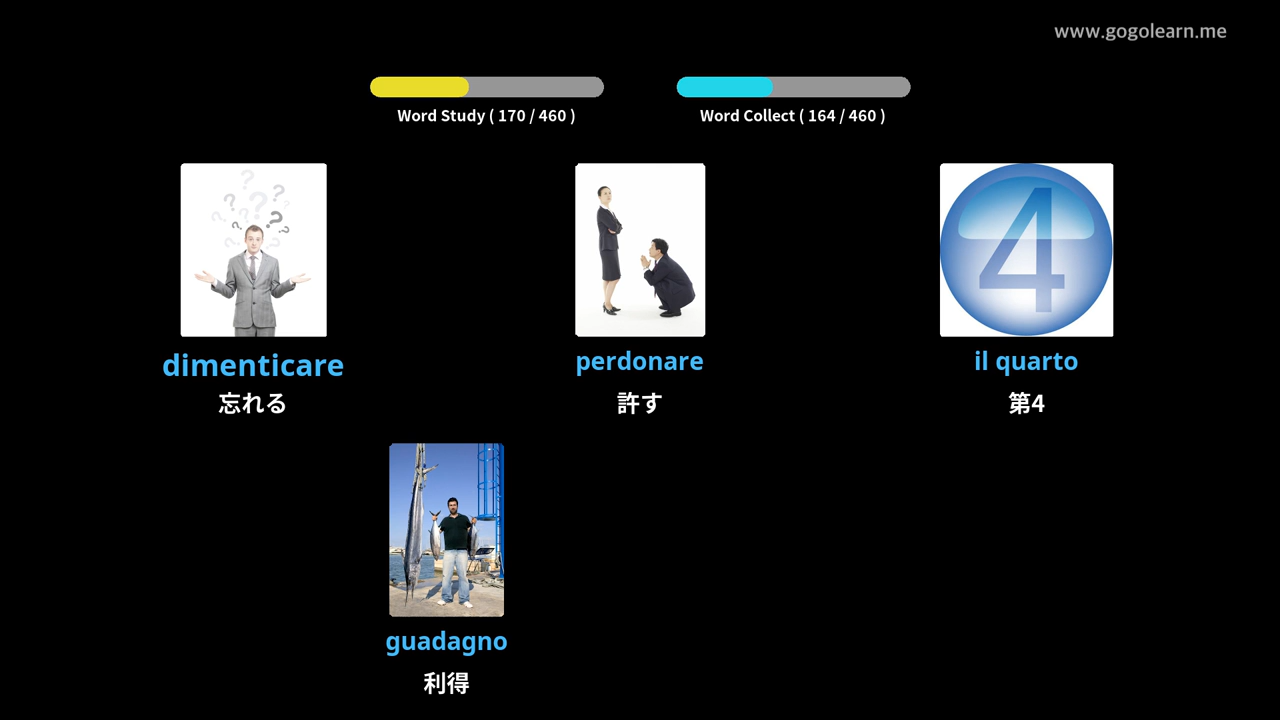 www.gogolearn.me
Word Study ( 170 / 460 )
Word Collect ( 164 / 460 )
4
dimenticare
忘れる
perdonare
許す
il quarto
第4
guadagno
利得